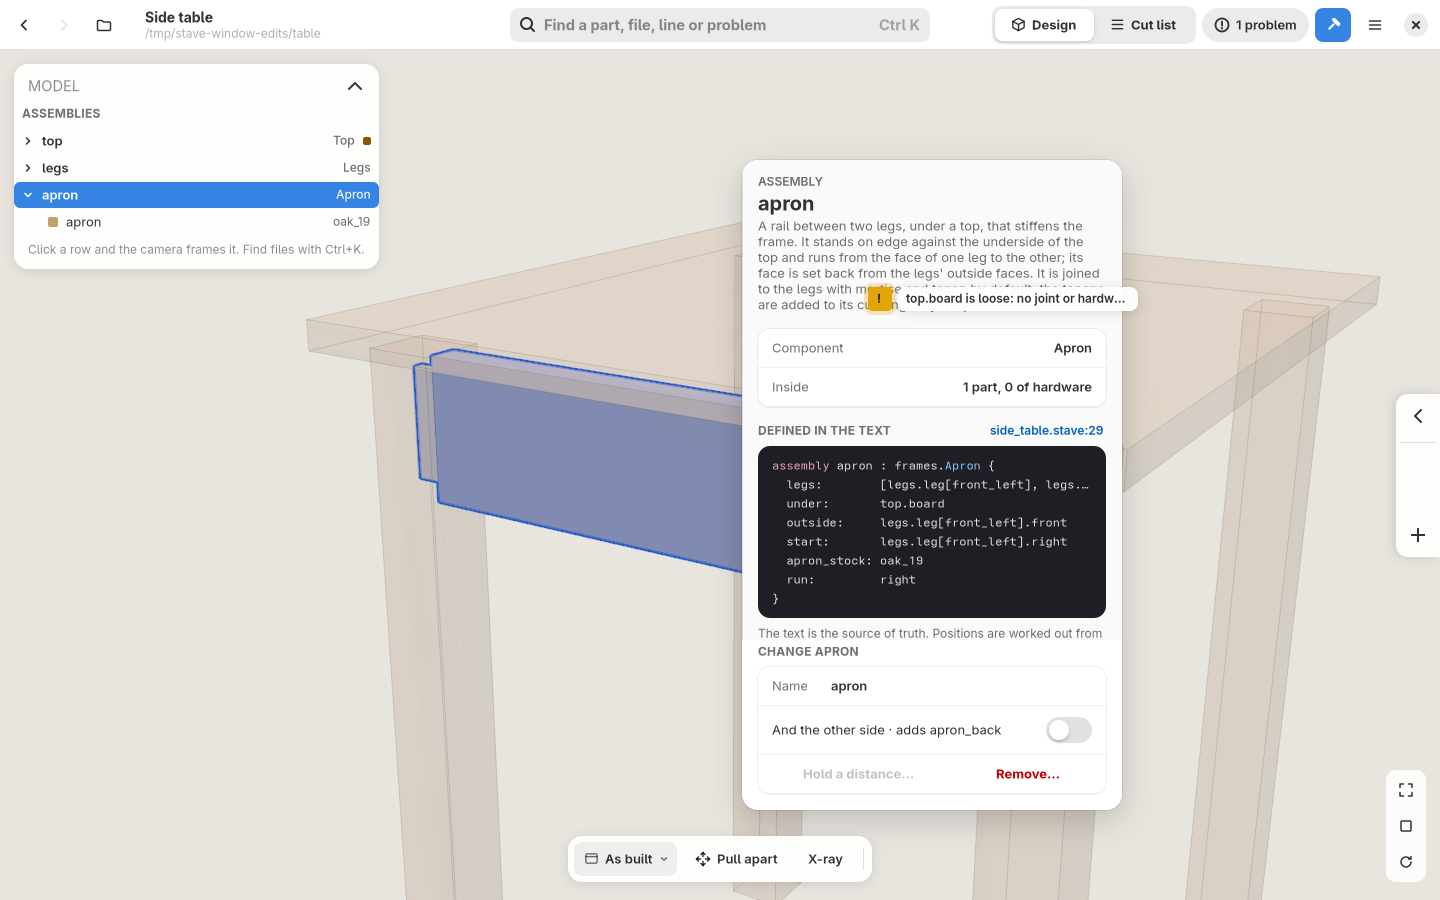 Side table
/tmp/stave-window-edits/table
Find a part, file, line or problem
Ctrl K
Design
Cut list
1 problem
MODEL
ASSEMBLIES
top Top
legs Legs
apron Apron
apron oak_19
Click a row and the camera frames it. Find files with Ctrl+K.
ASSEMBLY
apron
A rail between two legs, under a top, that stiffens the
frame. It stands on edge against the underside of the
top and runs from the face of one leg to the other; its
face is set back from the legs' outside faces. It is joined
to the legs with
are added to its
! top.board is loose: no joint or hardw…
Component Apron
Inside 1 part, 0 of hardware
DEFINED IN THE TEXT side_table.stave:29
assembly apron : frames.Apron {
legs: [legs.leg[front_left], legs.…
under: top.board
outside: legs.leg[front_left].front
start: legs.leg[front_left].right
apron_stock: oak_19
run: right
}
The text is the source of truth. Positions are worked out from
CHANGE APRON
Name apron
And the other side · adds apron_back
Hold a distance…
Remove…
As built
Pull apart
X-ray